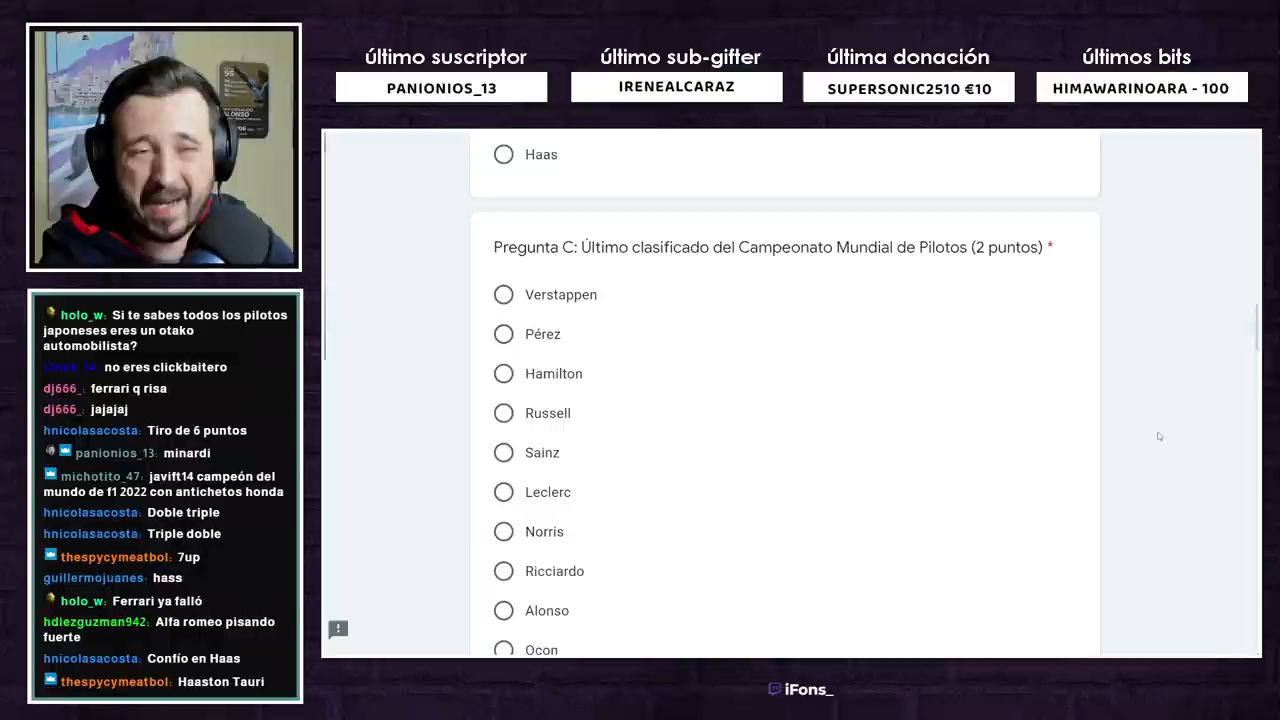 último suscriptor
PANIONIOS_13
último sub-gifter
IRENEALCARAZ
última donación
SUPERSONIC2510 €10
últimos bits
HIMAWARINOARA - 100
ALONSO
holo_w: Si te sabes todos los pilotos
japoneses eres un otako
automobilista?
no eres clickbaitero
dj666_: ferrari q risa
dj666_: jajajaj
hnicolasacosta: Tiro de 6 puntos
panionios_13: minardi
michotito_47: javift14 campeón del
mundo de f1 2022 con antichetos honda
hnicolasacosta: Doble triple
hnicolasacosta: Triple doble
thespycymeatbol: 7up
guillermojuanes: hass
holo_w: Ferrari ya falló
hdiezguzman942: Alfa romeo pisando
fuerte
hnicolasacosta: Confío en Haas
thespycymeatbol: Haaston Tauri
Haas
Pregunta C: Último clasificado del Campeonato Mundial de Pilotos (2 puntos) *
Verstappen
Pérez
Hamilton
Russell
Sainz
Leclerc
Norris
Ricciardo
Alonso
Ocon
iFons_